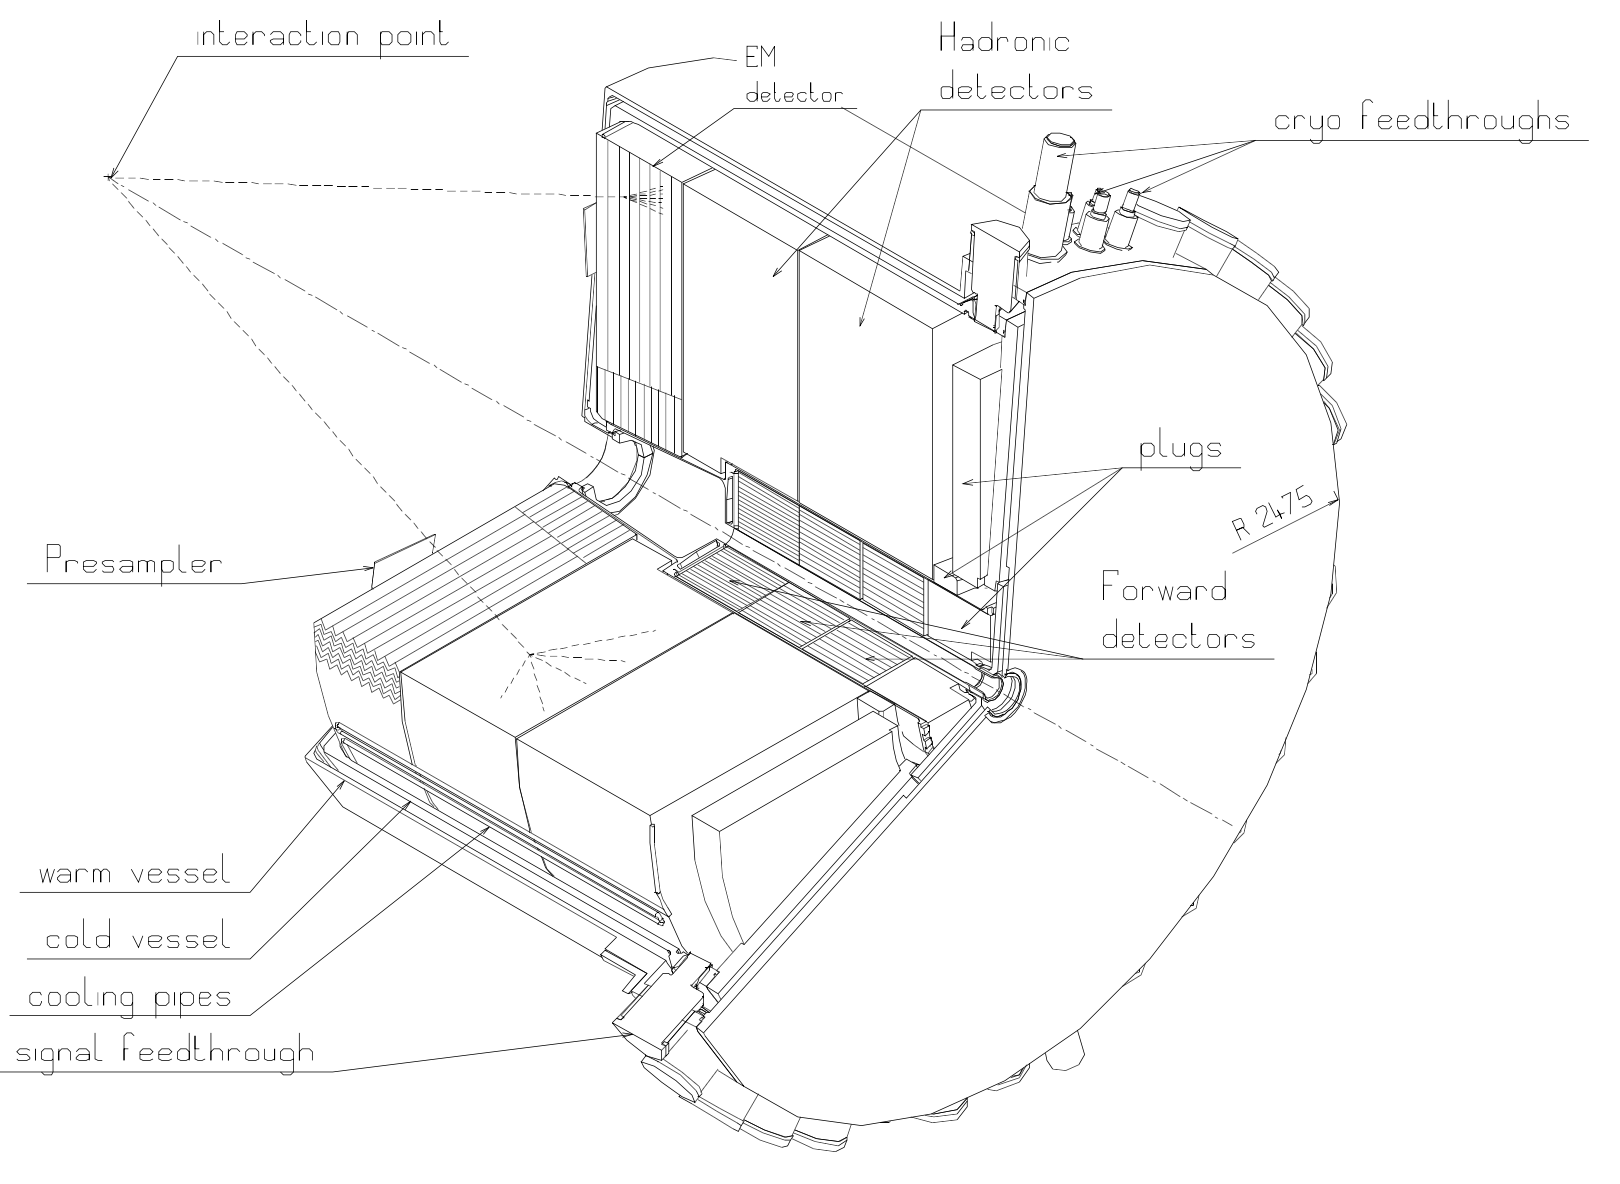 interaction point
EM
detector
Hadronic
detectors
cryo feedthroughs
plugs
R 2475
Presampler
Forward
detectors
warm vessel
cold vessel
cooling pipes
signal feedthrough